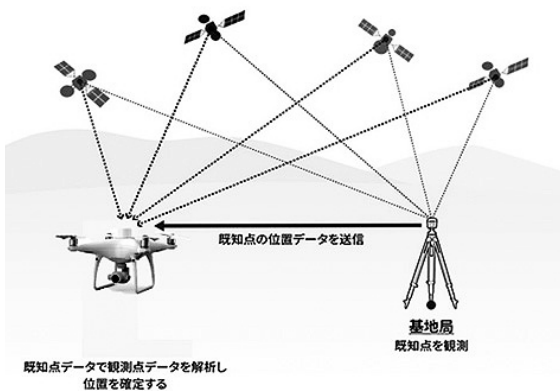 既知点の位置データを送信
基地局
既知点を観測
既知点データで観測点データを解析し
位置を確定する